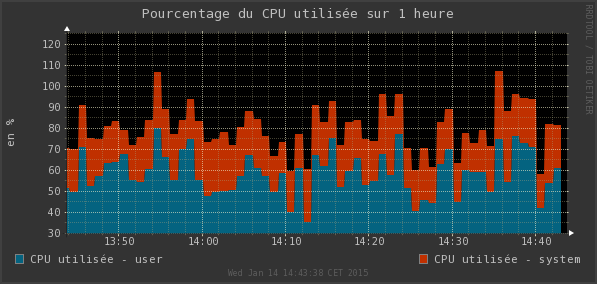 Pourcentage du CPU utilisée sur 1 heure
RRDTOOL / TOBI OETIKER
en %
120
110
100
90
80
70
60
50
40
30
13:50 14:00 14:10 14:20 14:30 14:40
CPU utilisée - user CPU utilisée - system
Wed Jan 14 14:43:38 CET 2015